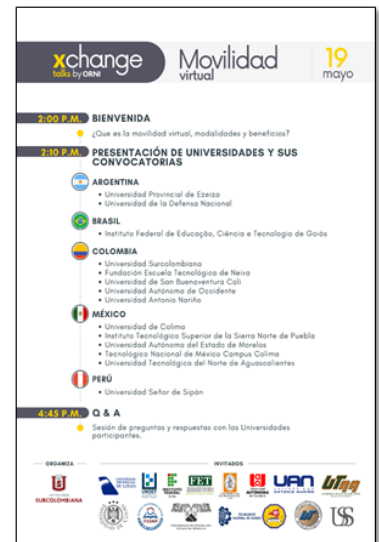 xchange
talks by ORNI
Movilidad
virtual
19
mayo
2:00 P.M.
BIENVENIDA
¿Que es la movilidad virtual, modalidades y beneficios?
2:10 P.M.
PRESENTACIÓN DE UNIVERSIDADES Y SUS
CONVOCATORIAS
ARGENTINA
• Universidad Provincial de Ezeiza
• Universidad de la Defensa Nacional
BRASIL
• Instituto Federal de Educação, Ciência e Tecnologia de Goiás
COLOMBIA
• Universidad Surcolombiana
• Fundación Escuela Tecnológica de Neiva
• Universidad de San Buenaventura Cali
• Universidad Autónoma de Occidente
• Universidad Antonio Nariño
MÉXICO
• Universidad de Colima
• Instituto Tecnológico Superior de la Sierra Norte de Puebla
• Universidad Autónoma del Estado de Morelos
• Tecnológico Nacional de México Campus Colima
• Universidad Tecnológica del Norte de Aguascalientes
PERÚ
• Universidad Señor de Sipán
4:45 P.M.
Q & A
Sesión de preguntas y respuestas con las Universidades
participantes.
ORGANIZA
INVITADOS
SURCOLOMBIANA
FET
UAN
USS